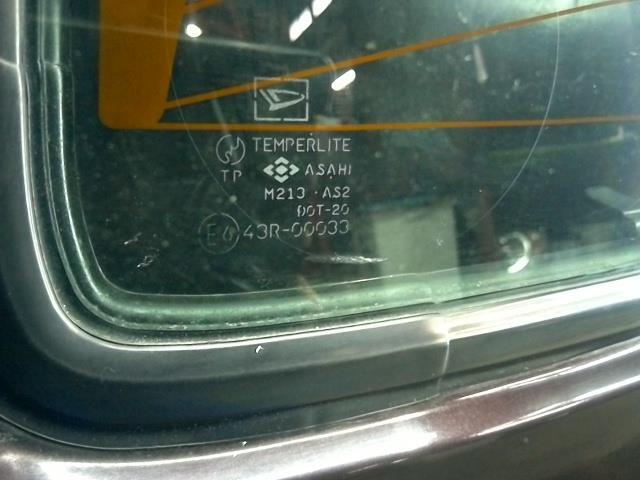 TEMPERLITE
TP
ASAHI
M213 · AS2
DOT-20
E4 43R-00033